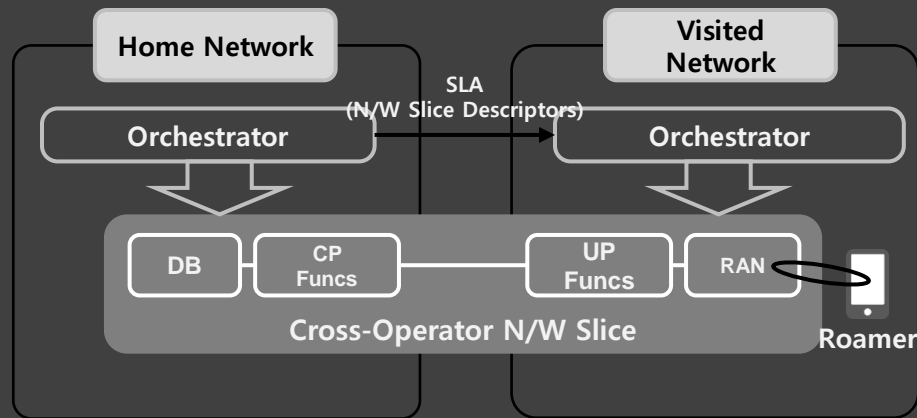 Home Network
Visited
Network
SLA
(N/W Slice Descriptors)
Orchestrator
Orchestrator
DB
CP
Funcs
UP
Funcs
RAN
Cross-Operator N/W Slice
Roamer